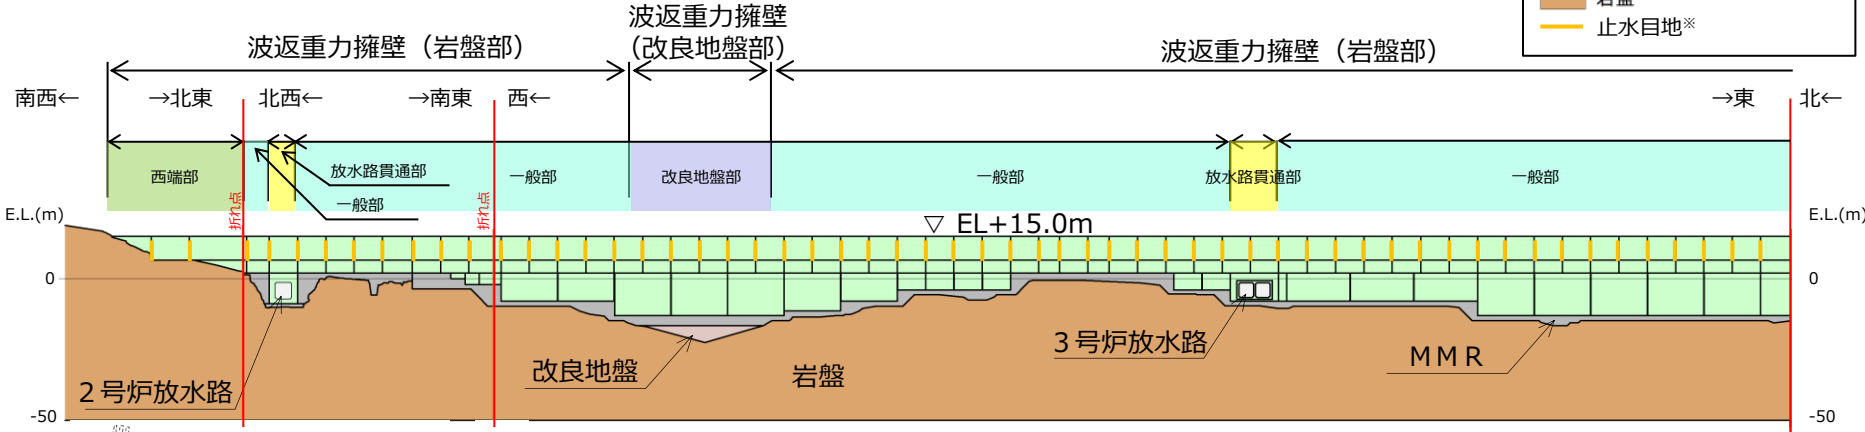 岩盤
止水目地※
波返重力擁壁（岩盤部）
波返重力擁壁
（改良地盤部）
波返重力擁壁（岩盤部）
南西←
→北東
北西←
→南東
西←
→東
北←
西端部
放水路貫通部
一般部
一般部
改良地盤部
一般部
放水路貫通部
一般部
折れ点
折れ点
E.L.(m)
▽ EL+15.0m
E.L.(m)
0
0
２号炉放水路
改良地盤
岩盤
３号炉放水路
ＭＭＲ
-50
-50